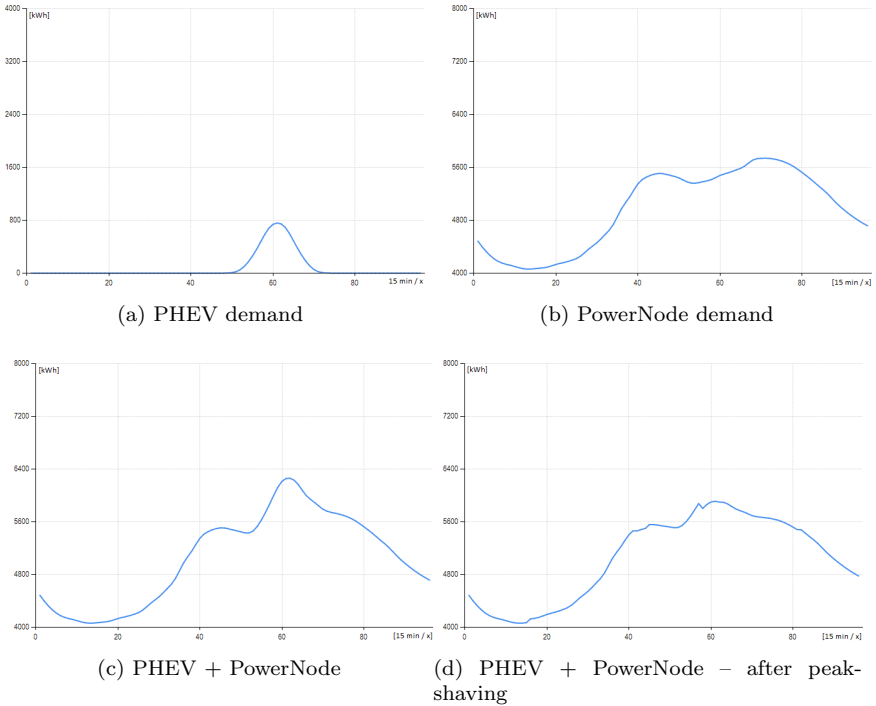 4000
[kWh]
3200
2400
1600
800
0
0 20 40 60 80 15 min / x
(a) PHEV demand
8000
[kWh]
7200
6400
5600
4800
4000
0 20 40 60 80 [15 min / x]
(b) PowerNode demand
8000
[kWh]
7200
6400
5600
4800
4000
0 20 40 60 80 [15 min / x]
(c) PHEV + PowerNode
8000
[kWh]
7200
6400
5600
4800
4000
0 20 40 60 80 [15 min / x]
(d) PHEV + PowerNode – after peak-
shaving